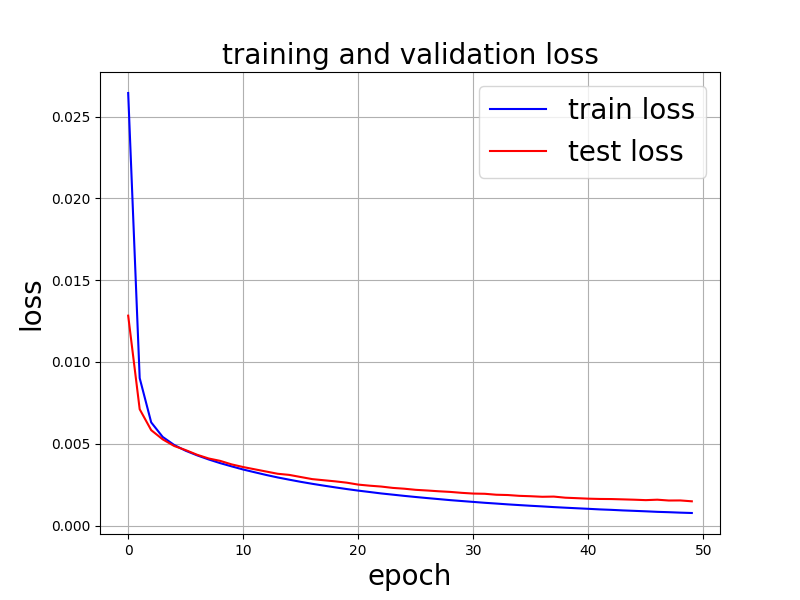 training and validation loss
train loss
test loss
loss
0.025
0.020
0.015
0.010
0.005
0.000
0 10 20 30 40 50
epoch